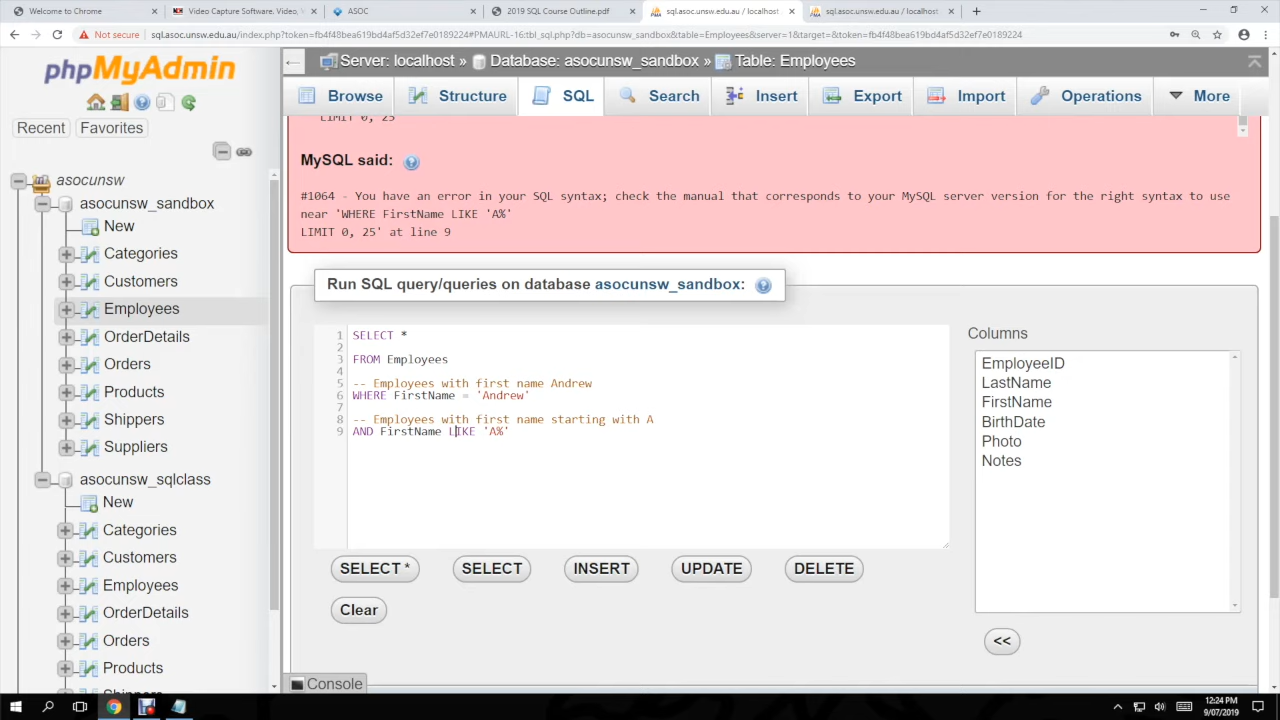 Welcome to Chrome
Video Capture Software. Video, V
ASOC
2019 SQL Course Outline.pdf
sql.asoc.unsw.edu.au / localhost
sql.asoc.unsw.edu.au / localhost
Not secure | sql.asoc.unsw.edu.au/index.php?token=fb4f48bea619bd4af5d32ef7e0189224#PMAURL-16:tbl_sql.php?db=asocunsw_sandbox&table=Employees&server=1&target=&token=fb4f48bea619bd4af5d32ef7e0189224
phpMyAdmin
Recent
Favorites
asocunsw
asocunsw_sandbox
New
Categories
Customers
Employees
OrderDetails
Orders
Products
Shippers
Suppliers
asocunsw_sqlclass
New
Categories
Customers
Employees
OrderDetails
Orders
Products
Shippers
Server: localhost » Database: asocunsw_sandbox » Table: Employees
Browse
Structure
SQL
Search
Insert
Export
Import
Operations
More
LIMIT 0, 25
MySQL said:
#1064 - You have an error in your SQL syntax; check the manual that corresponds to your MySQL server version for the right syntax to use
near 'WHERE FirstName LIKE 'A%'
LIMIT 0, 25' at line 9
Run SQL query/queries on database asocunsw_sandbox:
1 SELECT *
2
3 FROM Employees
4
5 -- Employees with first name Andrew
6 WHERE FirstName = 'Andrew'
7
8 -- Employees with first name starting with A
9 AND FirstName LIKE 'A%'
Columns
EmployeeID
LastName
FirstName
BirthDate
Photo
Notes
SELECT *
SELECT
INSERT
UPDATE
DELETE
Clear
<<
Console
12:24 PM
9/07/2019